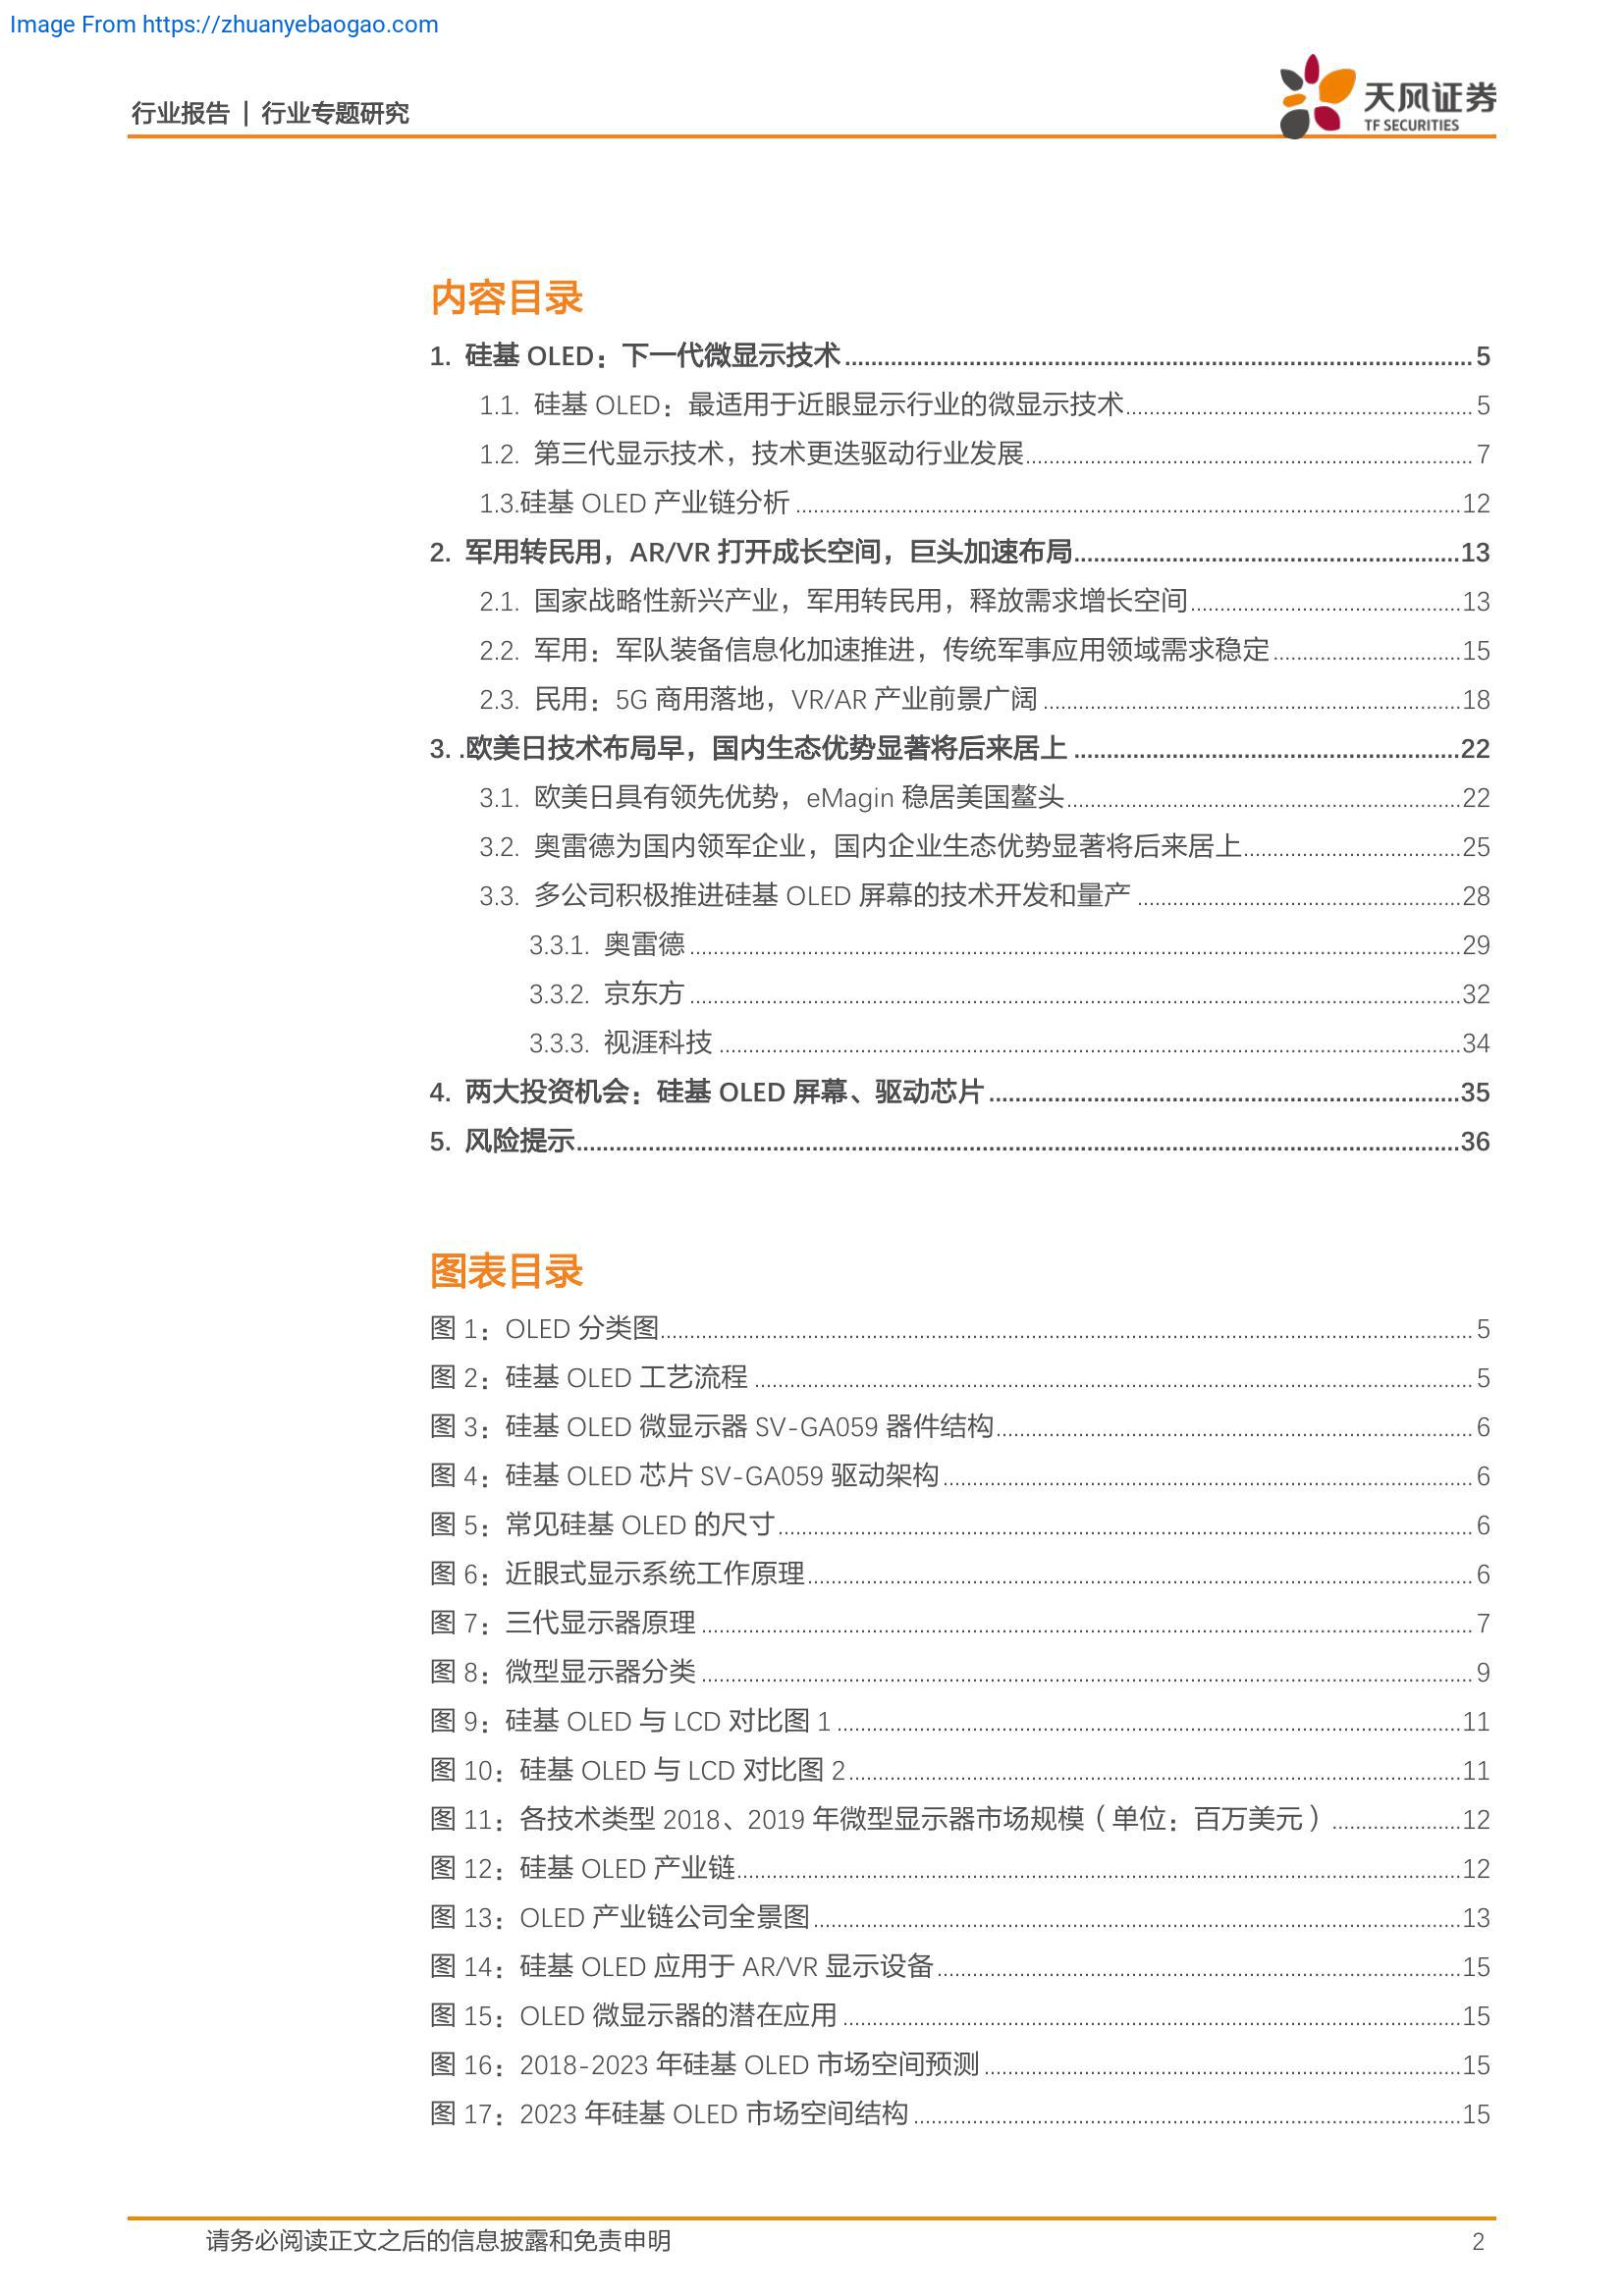 Image From https://zhuanyebaogao.com
行业报告 | 行业专题研究
天风证券
TF SECURITIES
内容目录
1. 硅基 OLED：下一代微显示技术..........5
1.1. 硅基 OLED：最适用于近眼显示行业的微显示技术..........5
1.2. 第三代显示技术，技术更迭驱动行业发展..........7
1.3.硅基 OLED 产业链分析..........12
2. 军用转民用，AR/VR 打开成长空间，巨头加速布局..........13
2.1. 国家战略性新兴产业，军用转民用，释放需求增长空间..........13
2.2. 军用：军队装备信息化加速推进，传统军事应用领域需求稳定..........15
2.3. 民用：5G 商用落地，VR/AR 产业前景广阔..........18
3. .欧美日技术布局早，国内生态优势显著将后来居上..........22
3.1. 欧美日具有领先优势，eMagin 稳居美国鳌头..........22
3.2. 奥雷德为国内领军企业，国内企业生态优势显著将后来居上..........25
3.3. 多公司积极推进硅基 OLED 屏幕的技术开发和量产..........28
3.3.1. 奥雷德..........29
3.3.2. 京东方..........32
3.3.3. 视涯科技..........34
4. 两大投资机会：硅基 OLED 屏幕、驱动芯片..........35
5. 风险提示..........36
图表目录
图 1：OLED 分类图..........5
图 2：硅基 OLED 工艺流程..........5
图 3：硅基 OLED 微显示器 SV-GA059 器件结构..........6
图 4：硅基 OLED 芯片 SV-GA059 驱动架构..........6
图 5：常见硅基 OLED 的尺寸..........6
图 6：近眼式显示系统工作原理..........6
图 7：三代显示器原理..........7
图 8：微型显示器分类..........9
图 9：硅基 OLED 与 LCD 对比图 1..........11
图 10：硅基 OLED 与 LCD 对比图 2..........11
图 11：各技术类型 2018、2019 年微型显示器市场规模（单位：百万美元）..........12
图 12：硅基 OLED 产业链..........12
图 13：OLED 产业链公司全景图..........13
图 14：硅基 OLED 应用于 AR/VR 显示设备..........15
图 15：OLED 微显示器的潜在应用..........15
图 16：2018-2023 年硅基 OLED 市场空间预测..........15
图 17：2023 年硅基 OLED 市场空间结构..........15
请务必阅读正文之后的信息披露和免责申明 2